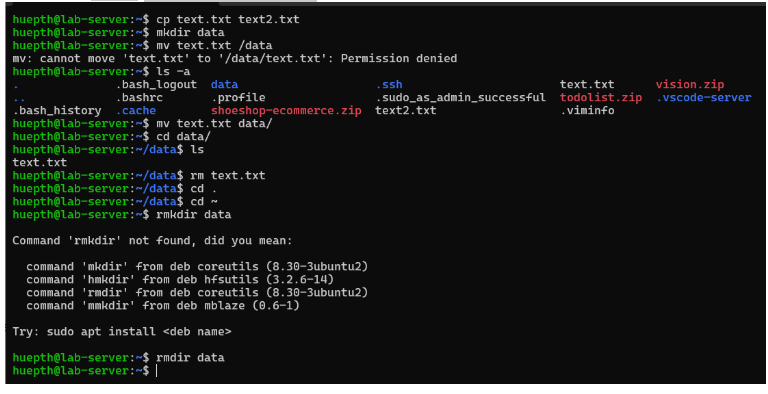 huepth@lab-server:~$ cp text.txt text2.txt
huepth@lab-server:~$ mkdir data
huepth@lab-server:~$ mv text.txt /data
mv: cannot move 'text.txt' to '/data/text.txt': Permission denied
huepth@lab-server:~$ ls -a
. .bash_logout data .ssh text.txt vision.zip
.. .bashrc .profile .sudo_as_admin_successful todolist.zip .vscode-server
.bash_history .cache shoeshop-ecommerce.zip text2.txt .viminfo
huepth@lab-server:~$ mv text.txt data/
huepth@lab-server:~$ cd data/
huepth@lab-server:~/data$ ls
text.txt
huepth@lab-server:~/data$ rm text.txt
huepth@lab-server:~/data$ cd .
huepth@lab-server:~/data$ cd ~
huepth@lab-server:~$ rmkdir data

Command 'rmkdir' not found, did you mean:

  command 'mkdir' from deb coreutils (8.30-3ubuntu2)
  command 'hmkdir' from deb hfsutils (3.2.6-14)
  command 'rmdir' from deb coreutils (8.30-3ubuntu2)
  command 'mmkdir' from deb mblaze (0.6-1)

Try: sudo apt install <deb name>

huepth@lab-server:~$ rmdir data
huepth@lab-server:~$